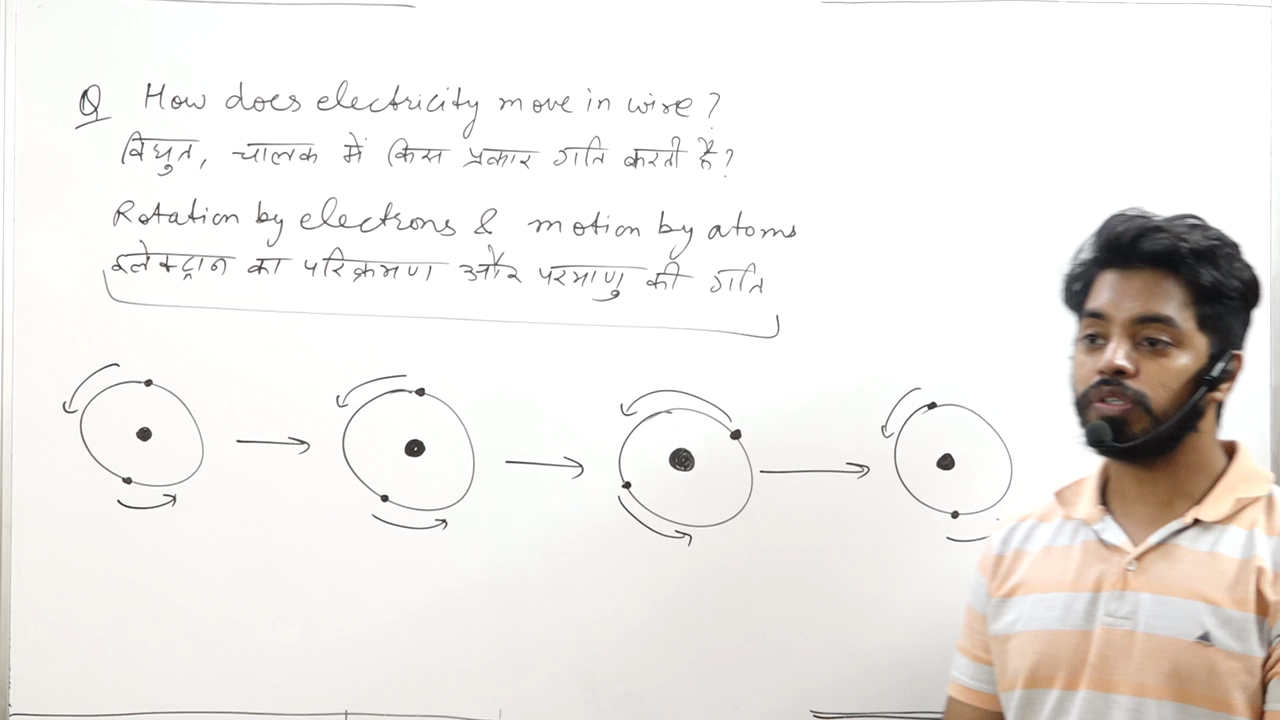 Q How does electricity move in wire?
विघुत, चालक में किस प्रकार गति करती है?
Rotation by electrons & motion by atoms
इलेक्ट्रान का परिक्रमण और परमाणु की गति